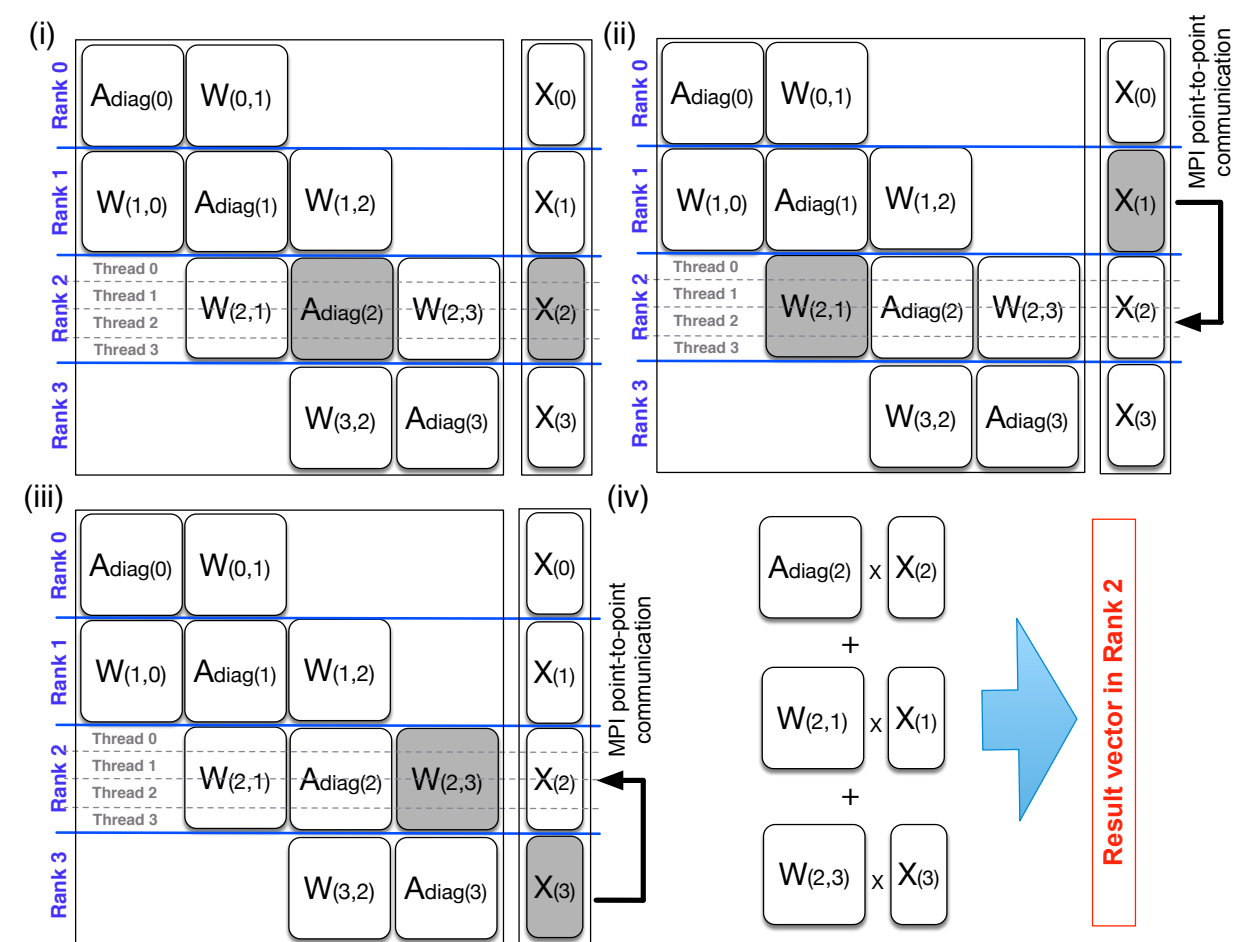 (i)
Rank 0
Adiag(0) W(0,1) X(0)
Rank 1
W(1,0) Adiag(1) W(1,2) X(1)
Rank 2
Thread 0
Thread 1
Thread 2
Thread 3
W(2,1) Adiag(2) W(2,3) X(2)
Rank 3
W(3,2) Adiag(3) X(3)
(ii)
Rank 0
Adiag(0) W(0,1) X(0)
Rank 1
W(1,0) Adiag(1) W(1,2) X(1)
Rank 2
Thread 0
Thread 1
Thread 2
Thread 3
W(2,1) Adiag(2) W(2,3) X(2)
Rank 3
W(3,2) Adiag(3) X(3)
MPI point-to-point
communication
(iii)
Rank 0
Adiag(0) W(0,1) X(0)
Rank 1
W(1,0) Adiag(1) W(1,2) X(1)
Rank 2
Thread 0
Thread 1
Thread 2
Thread 3
W(2,1) Adiag(2) W(2,3) X(2)
Rank 3
W(3,2) Adiag(3) X(3)
MPI point-to-point
communication
(iv)
Adiag(2) x X(2)
+
W(2,1) x X(1)
+
W(2,3) x X(3)
Result vector in Rank 2